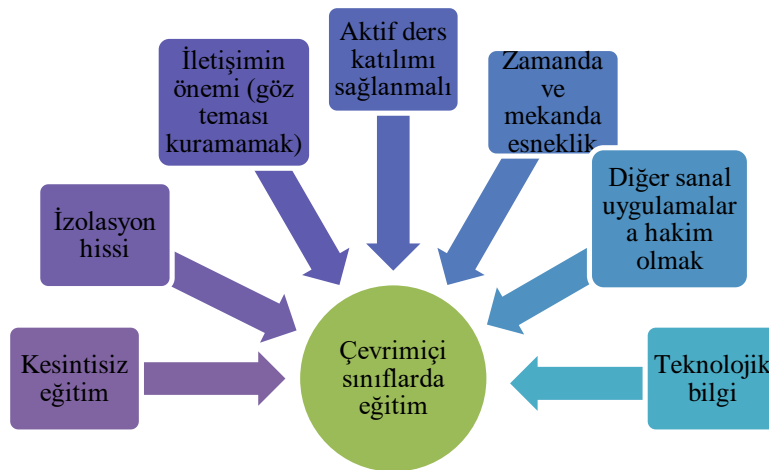 Kesintisiz
eğitim
İzolasyon
hissi
İletişimin
önemi (göz
teması
kuramamak)
Aktif ders
katılımı
sağlanmalı
Zamanda
ve
mekanda
esneklik
Diğer sanal
uygulamalar
a hakim
olmak
Teknolojik
bilgi
Çevrimiçi
sınıflarda
eğitim